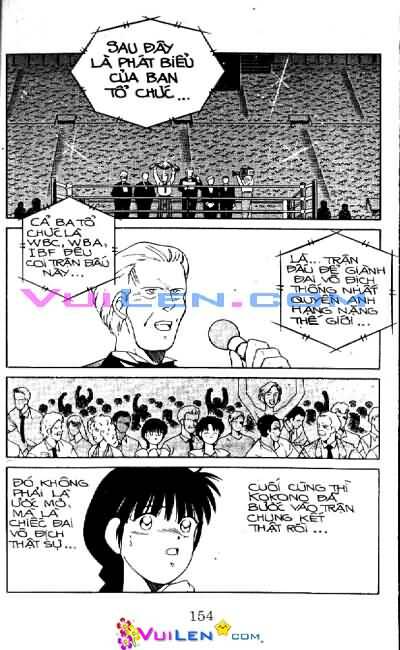 SAU ĐÂY
LÀ PHÁT BIỂU
CỦA BAN
TỔ CHỨC...
CẢ BA TỔ
CHỨC LÀ
WBC, WBA,
IBF ĐỀU
COI TRẬN ĐẤU
NÀY...
LÀ... TRẬN
ĐẤU ĐỂ GIÀNH
ĐAI VÔ ĐỊCH
THỐNG NHẤT
QUYỀN ANH
HẠNG NẶNG
THẾ GIỚI...
VUILEN.COM
ĐÓ KHÔNG
PHẢI LÀ
ƯỚC MƠ,
MÀ LÀ
CHIẾC ĐAI
VÔ ĐỊCH
THẬT SỰ...
CUỐI CÙNG THÌ
KOKONO ĐÃ
BƯỚC VÀO TRẬN
CHUNG KẾT
THẬT RỒI...
154
VUILEN.COM